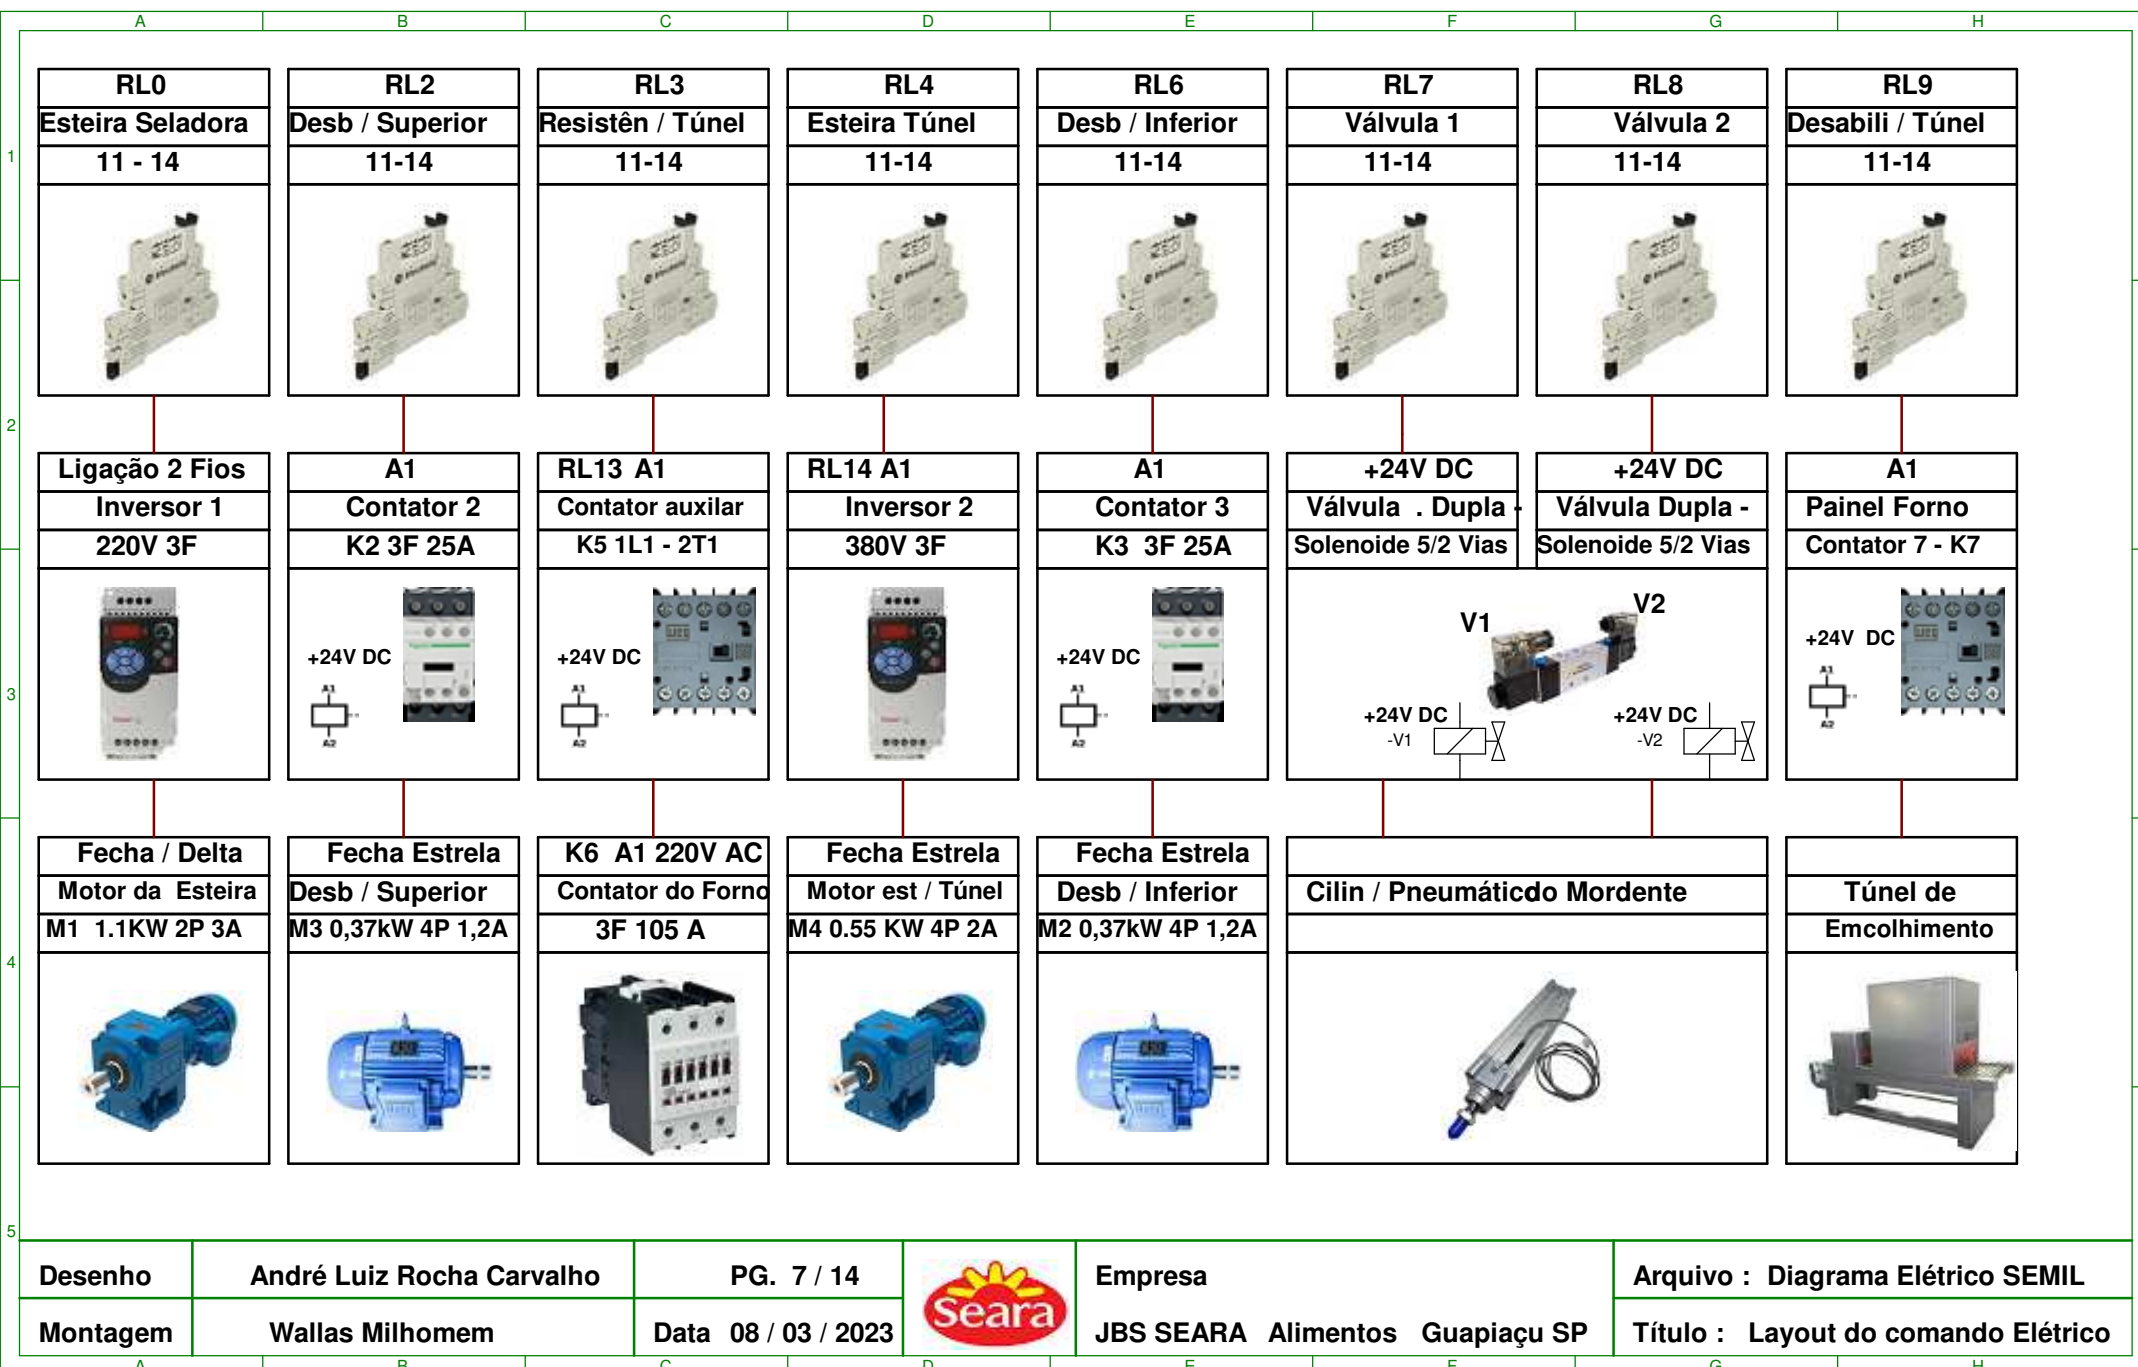 A B C D E F G H
RL0 RL2 RL3 RL4 RL6 RL7 RL8 RL9
Esteira Seladora Desb / Superior Resistên / Túnel Esteira Túnel Desb / Inferior Válvula 1 Válvula 2 Desabili / Túnel
1
11 - 14 11-14 11-14 11-14 11-14 11-14 11-14 11-14
2
Ligação 2 Fios A1 RL13 A1 RL14 A1 A1 +24V DC +24V DC A1
Inversor 1 Contator 2 Contator auxilar Inversor 2 Contator 3 Válvula . Dupla - Válvula Dupla - Painel Forno
220V 3F K2 3F 25A K5 1L1 - 2T1 380V 3F K3 3F 25A Solenoide 5/2 Vias Solenoide 5/2 Vias Contator 7 - K7
V1 V2
+24V DC +24V DC +24V DC +24V DC
A1 A1 A1 A1
3
+24V DC +24V DC
-V1 -V2
A2 A2 A2 A2
Fecha / Delta Fecha Estrela K6 A1 220V AC Fecha Estrela Fecha Estrela
Motor da Esteira Desb / Superior Contator do Forno Motor est / Túnel Desb / Inferior Cilin / Pneumático do Mordente Túnel de
M1 1.1KW 2P 3A M3 0,37kW 4P 1,2A 3F 105 A M4 0.55 KW 4P 2A M2 0,37kW 4P 1,2A Emcolhimento
4
5
Desenho André Luiz Rocha Carvalho PG. 7 / 14 Empresa Arquivo : Diagrama Elétrico SEMIL
Seara
Montagem Wallas Milhomem Data 08 / 03 / 2023 JBS SEARA Alimentos Guapiaçu SP Título : Layout do comando Elétrico
A B C D E F G H